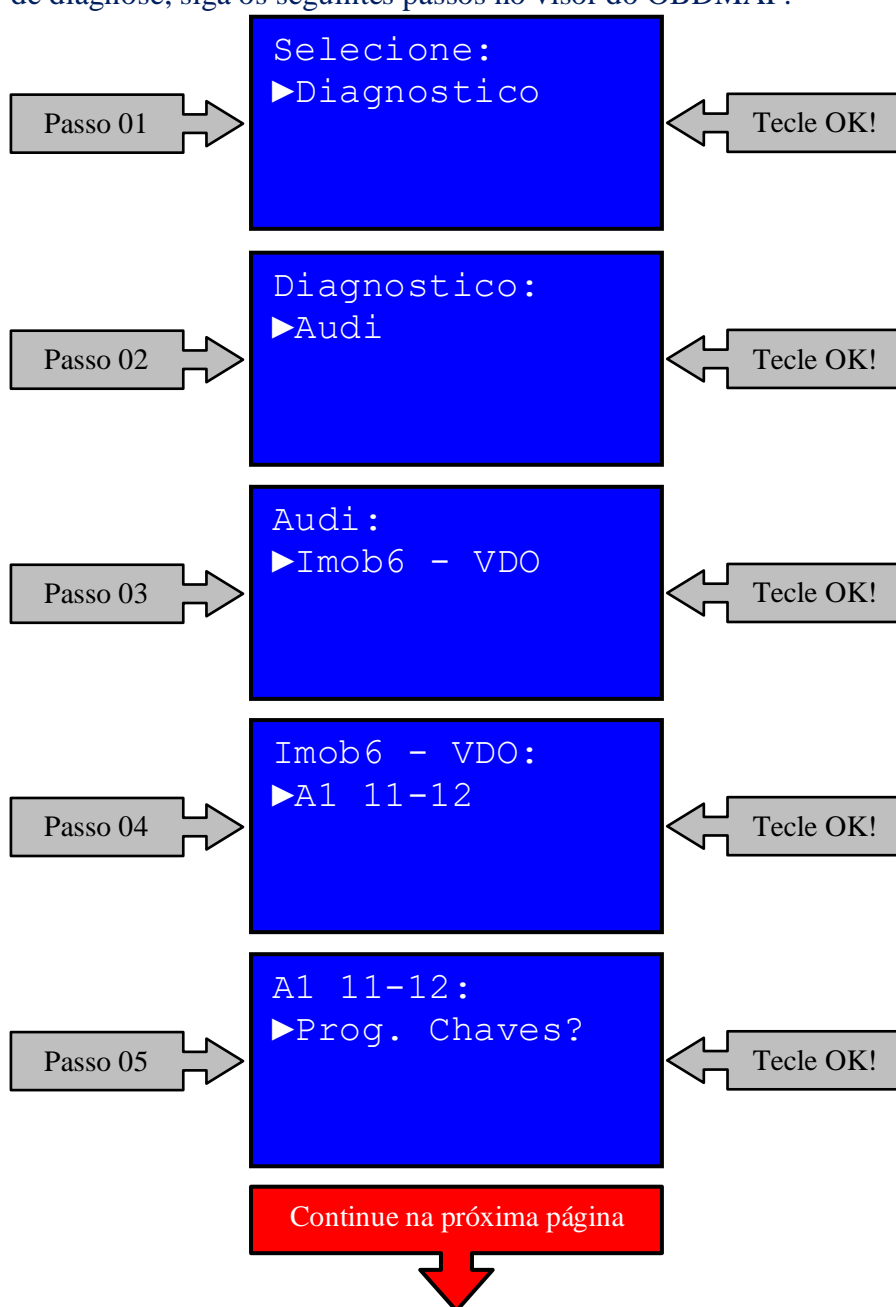 de diagnose, siga os seguintes passos no visor do OBDMAP:
Selecione:
►Diagnostico
Passo 01
Tecle OK!
Diagnostico:
►Audi
Passo 02
Tecle OK!
Audi:
►Imob6 - VDO
Passo 03
Tecle OK!
Imob6 - VDO:
►A1 11-12
Passo 04
Tecle OK!
A1 11-12:
►Prog. Chaves?
Passo 05
Tecle OK!
Continue na próxima página